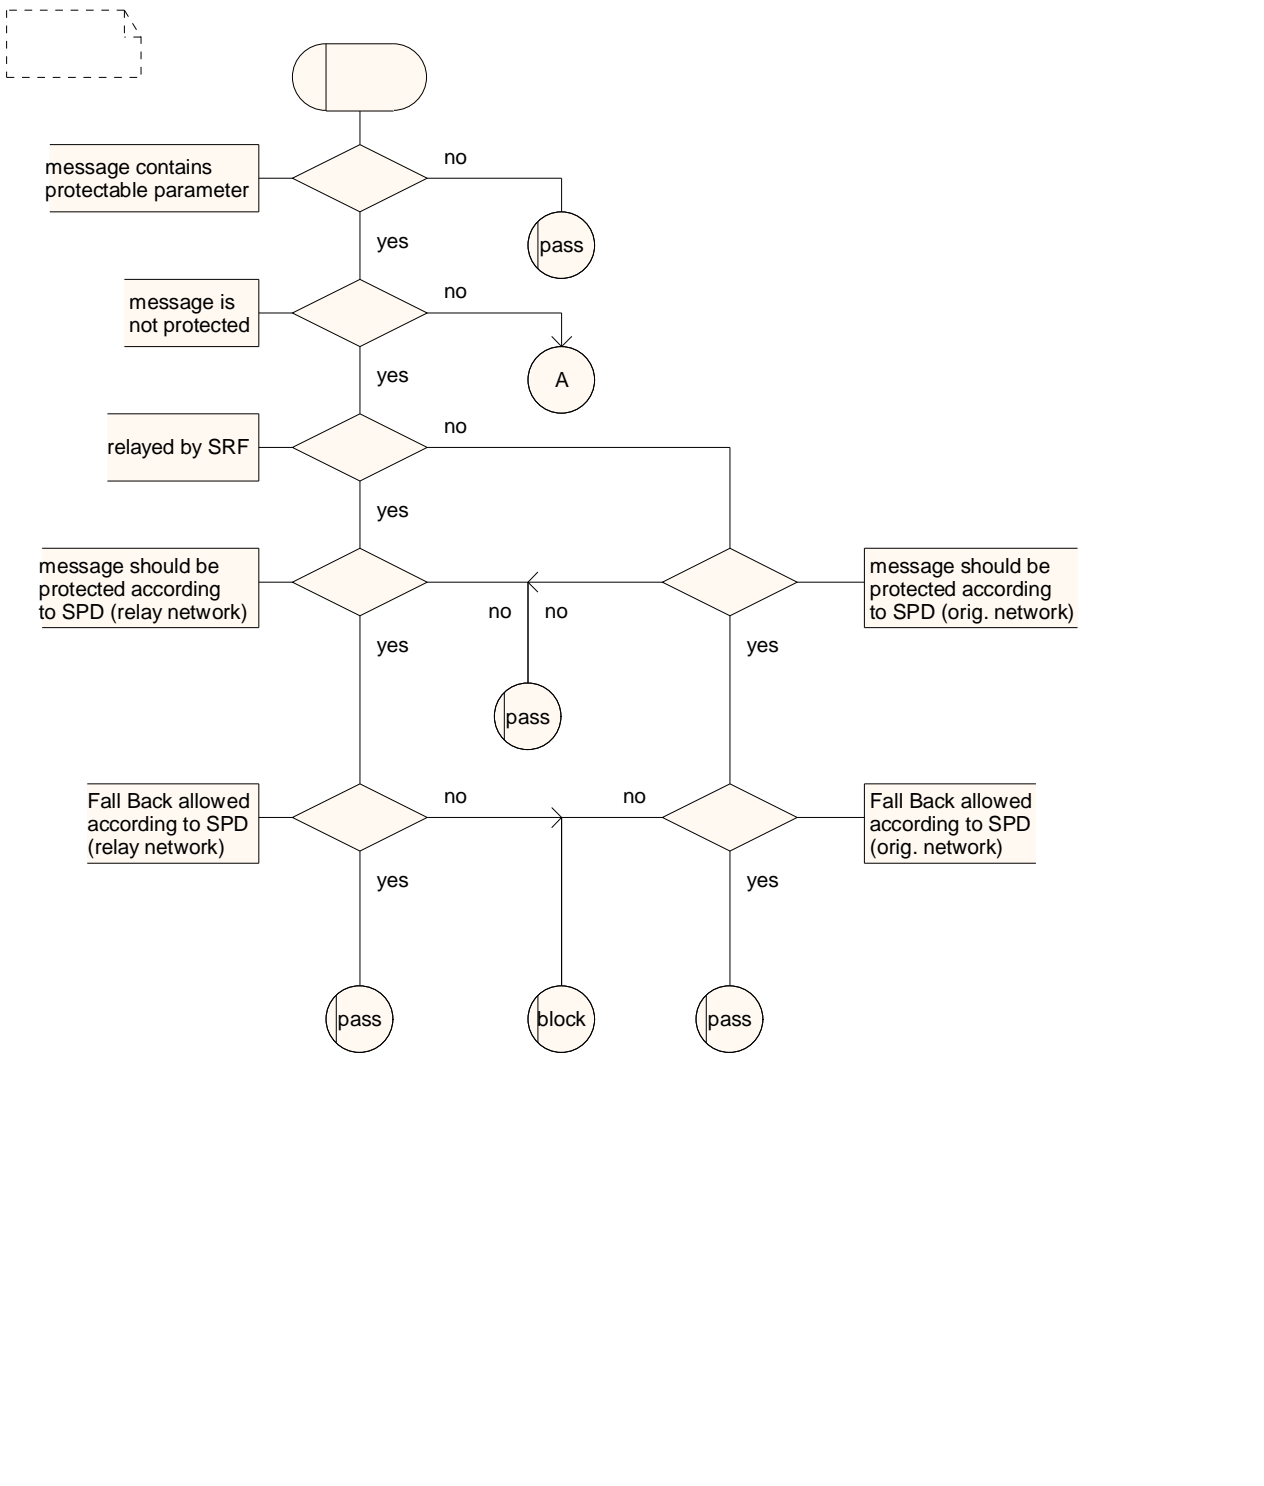 message contains
protectable parameter
no
pass
yes
message is
not protected
no
A
yes
relayed by SRF
no
yes
message should be
protected according
to SPD (relay network)
no
no
message should be
protected according
to SPD (orig. network)
yes
yes
pass
Fall Back allowed
according to SPD
(relay network)
no
no
Fall Back allowed
according to SPD
(orig. network)
yes
yes
pass
block
pass